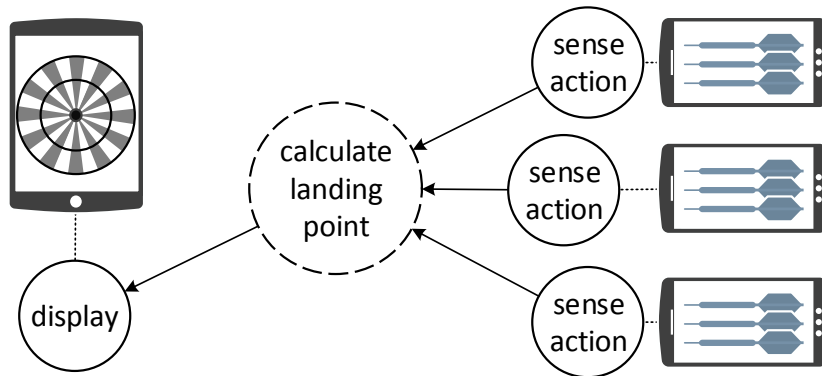 sense
action
calculate
landing
point
sense
action
display
sense
action